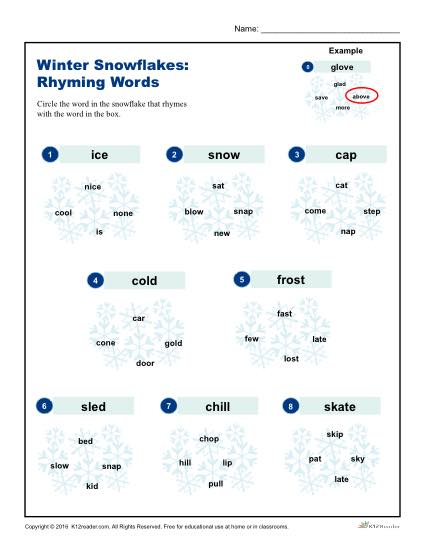 Name:
Winter Snowflakes:
Rhyming Words
Circle the word in the snowflake that rhymes
with the word in the box.
Example
0 glove
glad
save above
more
1 ice
nice
cool none
is
2 snow
sat
blow snap
new
3 cap
cat
come step
nap
4 cold
car
cone gold
door
5 frost
fast
few late
lost
6 sled
bed
slow snap
kid
7 chill
chop
hill lip
pull
8 skate
skip
pat sky
late
Copyright © 2016 K12reader.com. All Rights Reserved. Free for educational use at home or in classrooms.
K12Reader